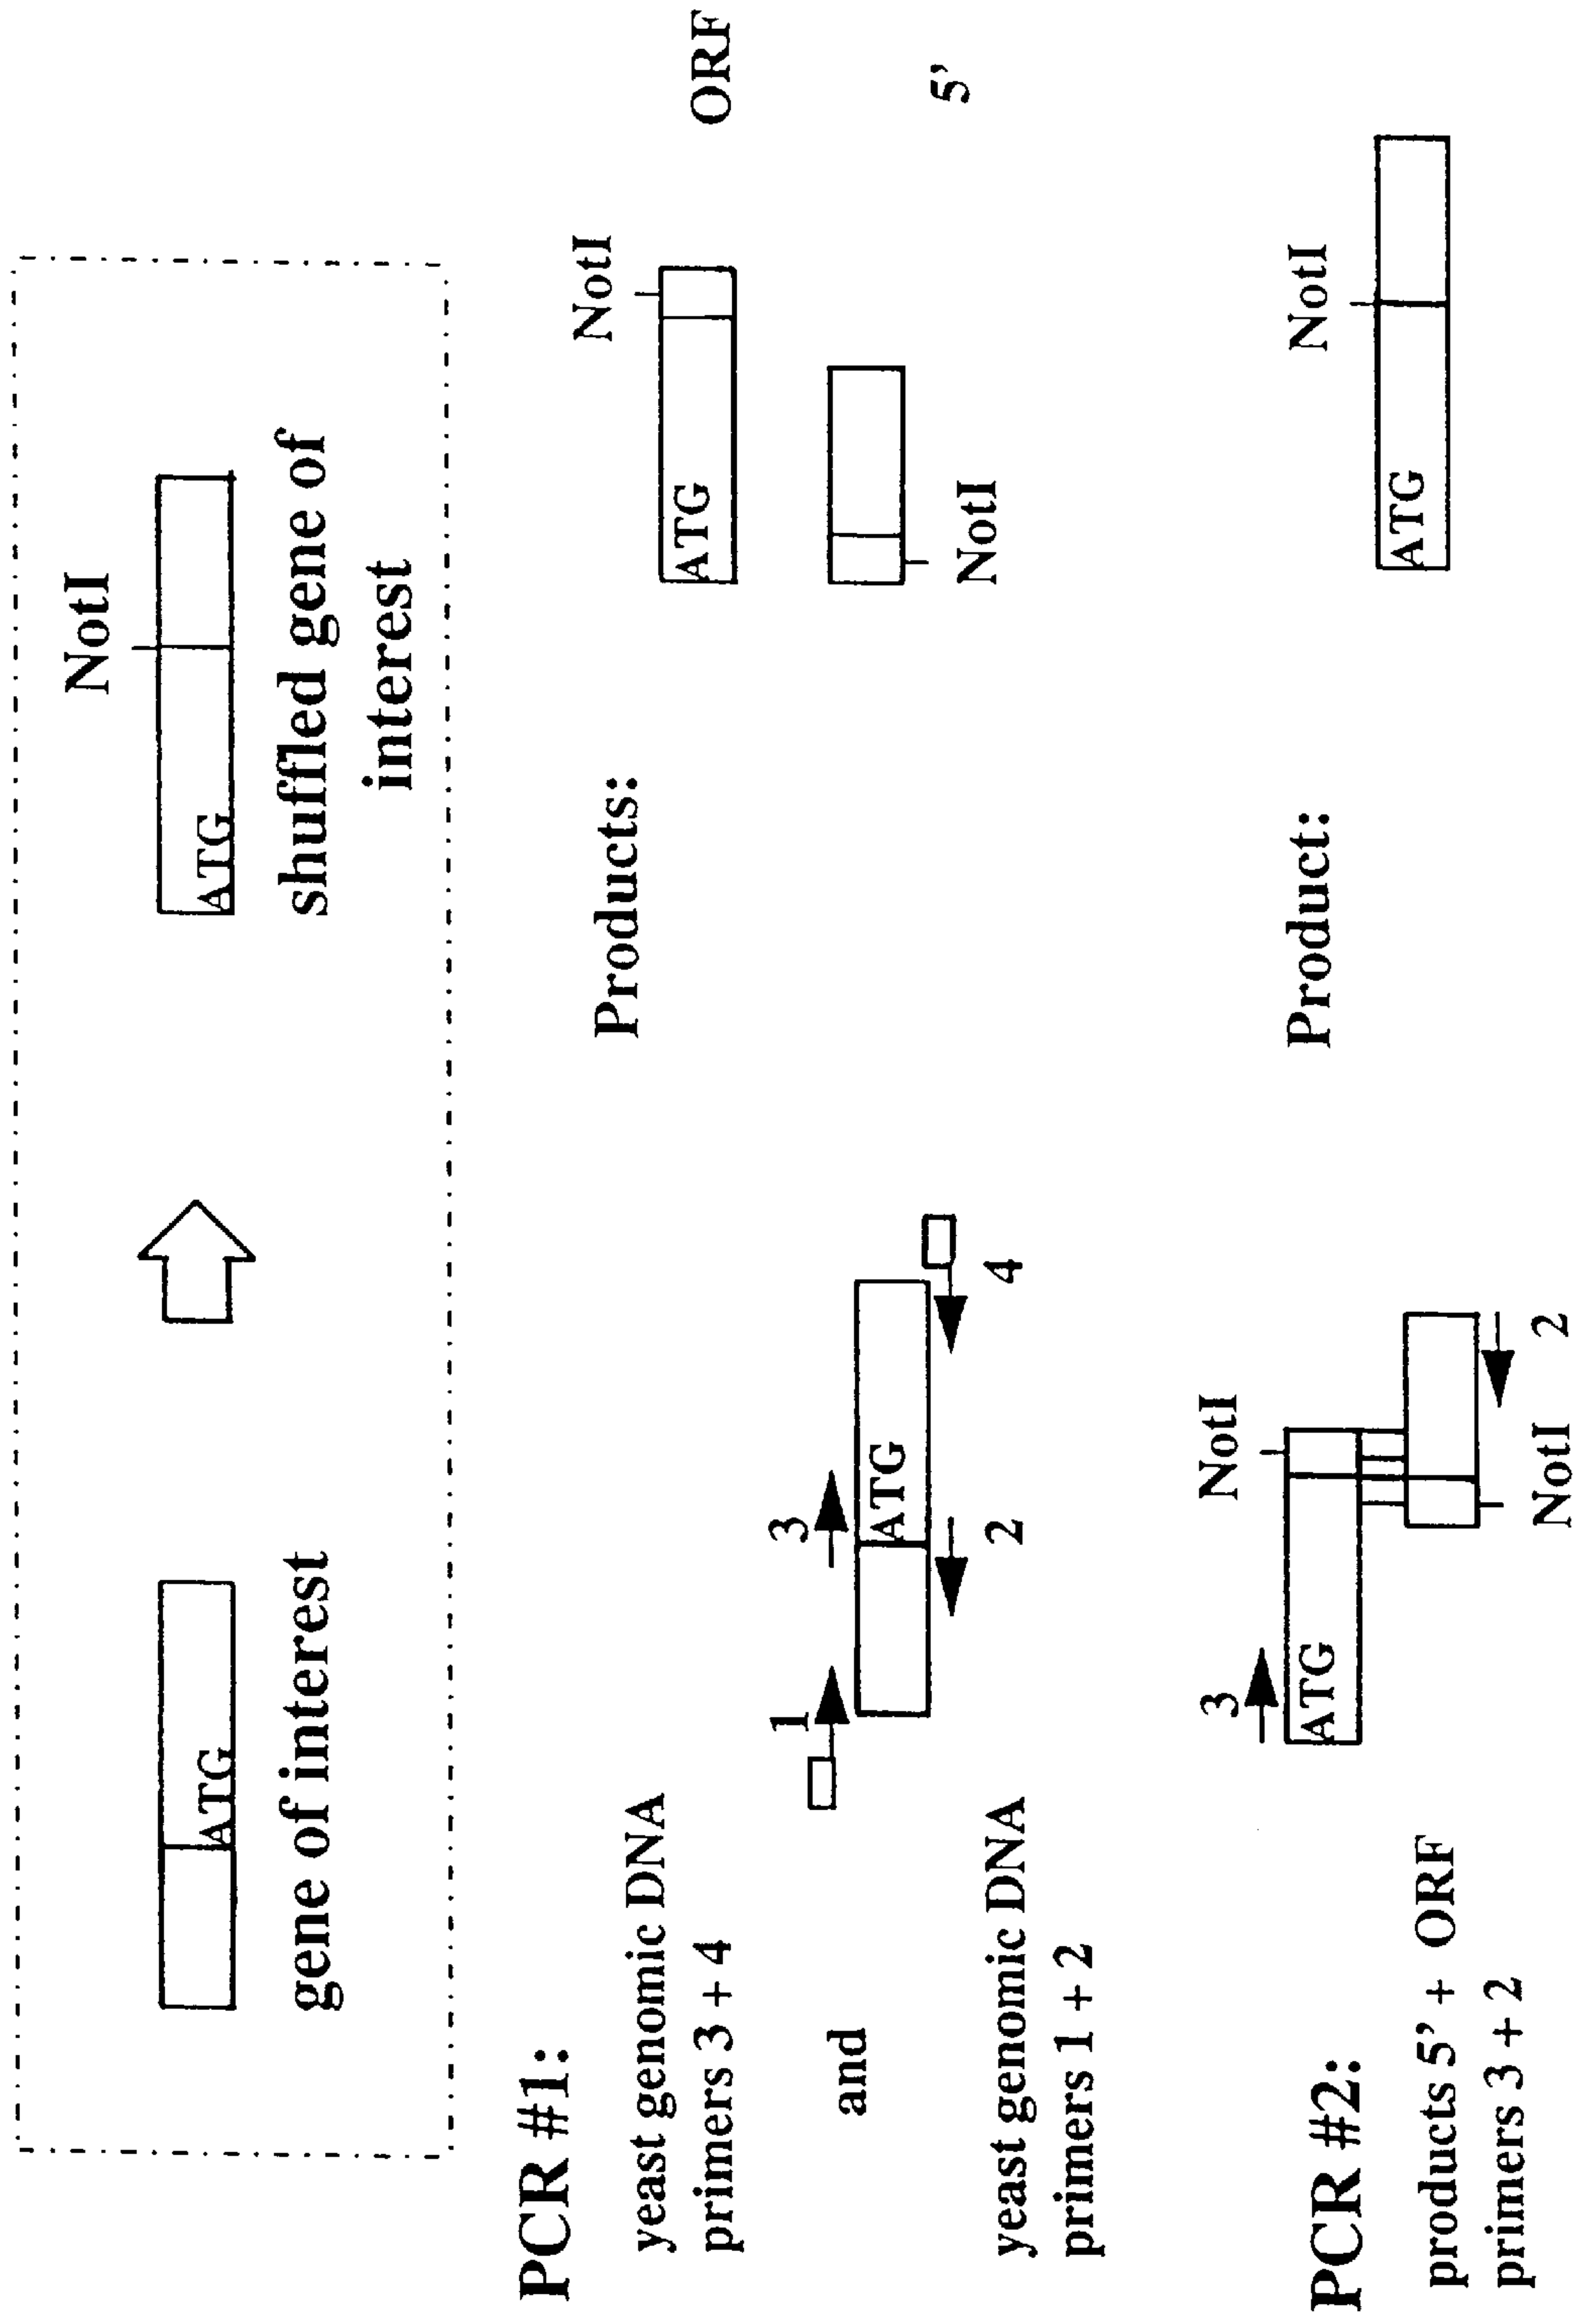 NotI
ATG
ATG
gene of interest
shuffled gene of
interest
PCR #1:
Products:
yeast genomic DNA
primers 3 + 4
and
yeast genomic DNA
primers 1 + 2
1
3
ATG
2
4
NotI
ATG
ORF
5'
NotI
PCR #2:
Product:
products 5' + ORF
primers 3 + 2
3
NotI
ATG
NotI
2
NotI
ATG